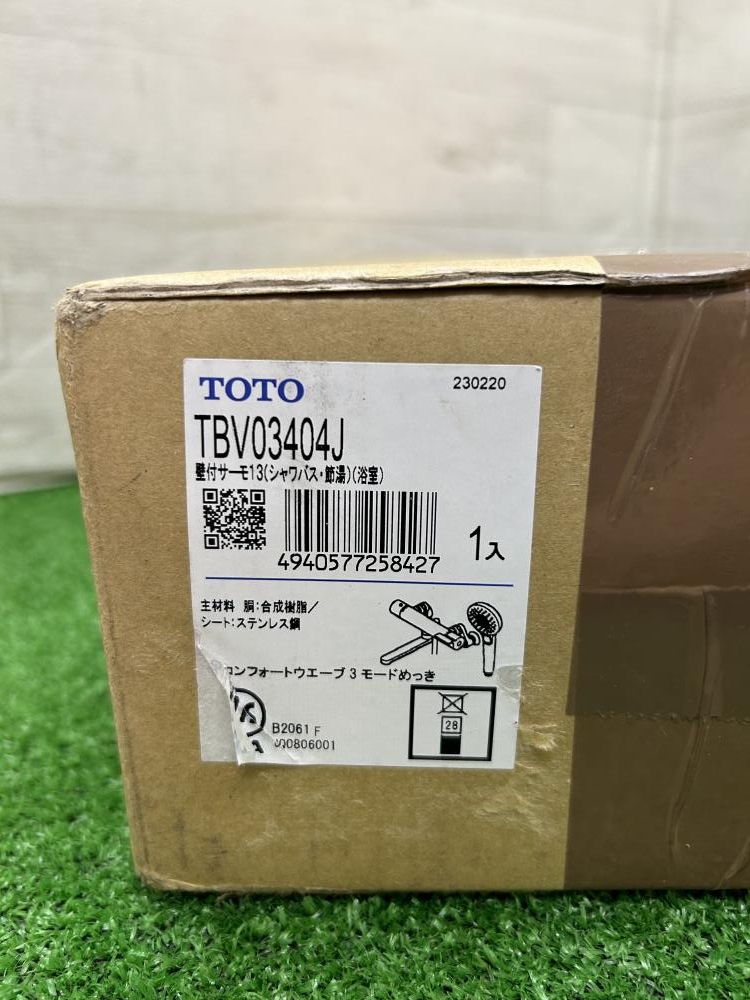 TOTO
230220
TBV03404J
壁付サーモ13(シャワバス・節湯)(浴室)
4940577258427
1入
主材料 胴:合成樹脂/
シート:ステンレス鋼
コンフォートウエーブ3モードめっき
28
B2061 F
0806001